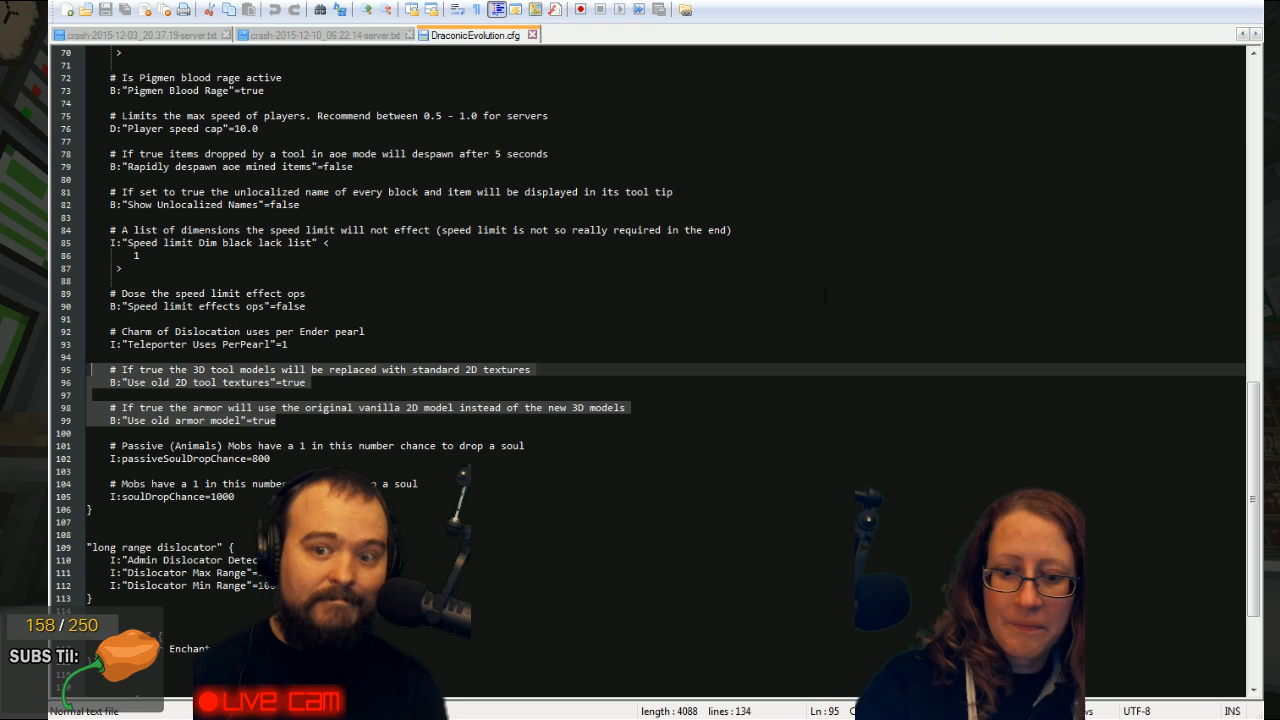 crash-2015-12-03_20.37.19-server.txt crash-2015-12-10_06.22.14-server.txt DraconicEvolution.cfg
70 >
71
72 # Is Pigmen blood rage active
73 B:"Pigmen Blood Rage"=true
74
75 # Limits the max speed of players. Recommend between 0.5 - 1.0 for servers
76 D:"Player speed cap"=10.0
77
78 # If true items dropped by a tool in aoe mode will despawn after 5 seconds
79 B:"Rapidly despawn aoe mined items"=false
80
81 # If set to true the unlocalized name of every block and item will be displayed in its tool tip
82 B:"Show Unlocalized Names"=false
83
84 # A list of dimensions the speed limit will not effect (speed limit is not so really required in the end)
85 I:"Speed limit Dim black lack list" <
86 1
87 >
88
89 # Dose the speed limit effect ops
90 B:"Speed limit effects ops"=false
91
92 # Charm of Dislocation uses per Ender pearl
93 I:"Teleporter Uses PerPearl"=1
94
95 # If true the 3D tool models will be replaced with standard 2D textures
96 B:"Use old 2D tool textures"=true
97
98 # If true the armor will use the original vanilla 2D model instead of the new 3D models
99 B:"Use old armor model"=true
100
101 # Passive (Animals) Mobs have a 1 in this number chance to drop a soul
102 I:passiveSoulDropChance=800
103
104 # Mobs have a 1 in this a soul
105 I:soulDropChance=1000
106 }
107
108
109 "long range dislocator" {
110 I:"Admin Dislocator
111 I:"Dislocator Max Range"=
112 I:"Dislocator Min Range"=
113 }
114
{
Enchant
158 / 250
SUBS Til:
LIVE CAM
Normal text file length : 4088 lines : 134 Ln : 95 UTF-8 INS